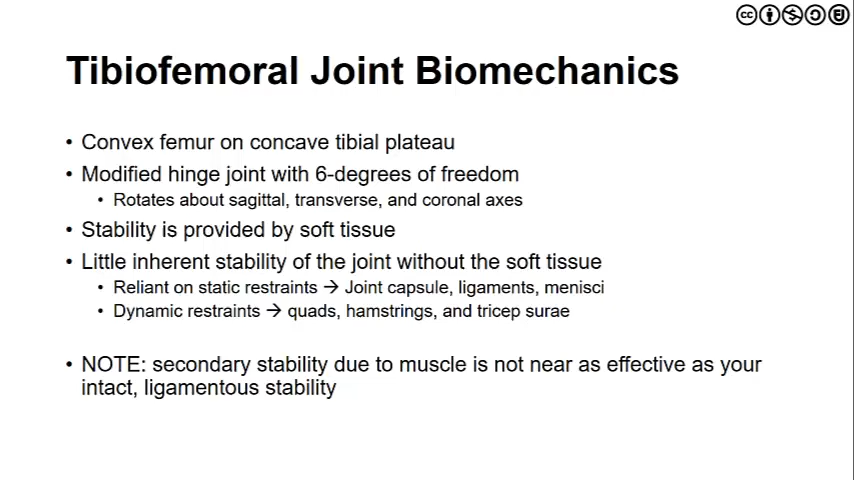 Tibiofemoral Joint Biomechanics
• Convex femur on concave tibial plateau
• Modified hinge joint with 6-degrees of freedom
• Rotates about sagittal, transverse, and coronal axes
• Stability is provided by soft tissue
• Little inherent stability of the joint without the soft tissue
• Reliant on static restraints → Joint capsule, ligaments, menisci
• Dynamic restraints → quads, hamstrings, and tricep surae
• NOTE: secondary stability due to muscle is not near as effective as your
intact, ligamentous stability